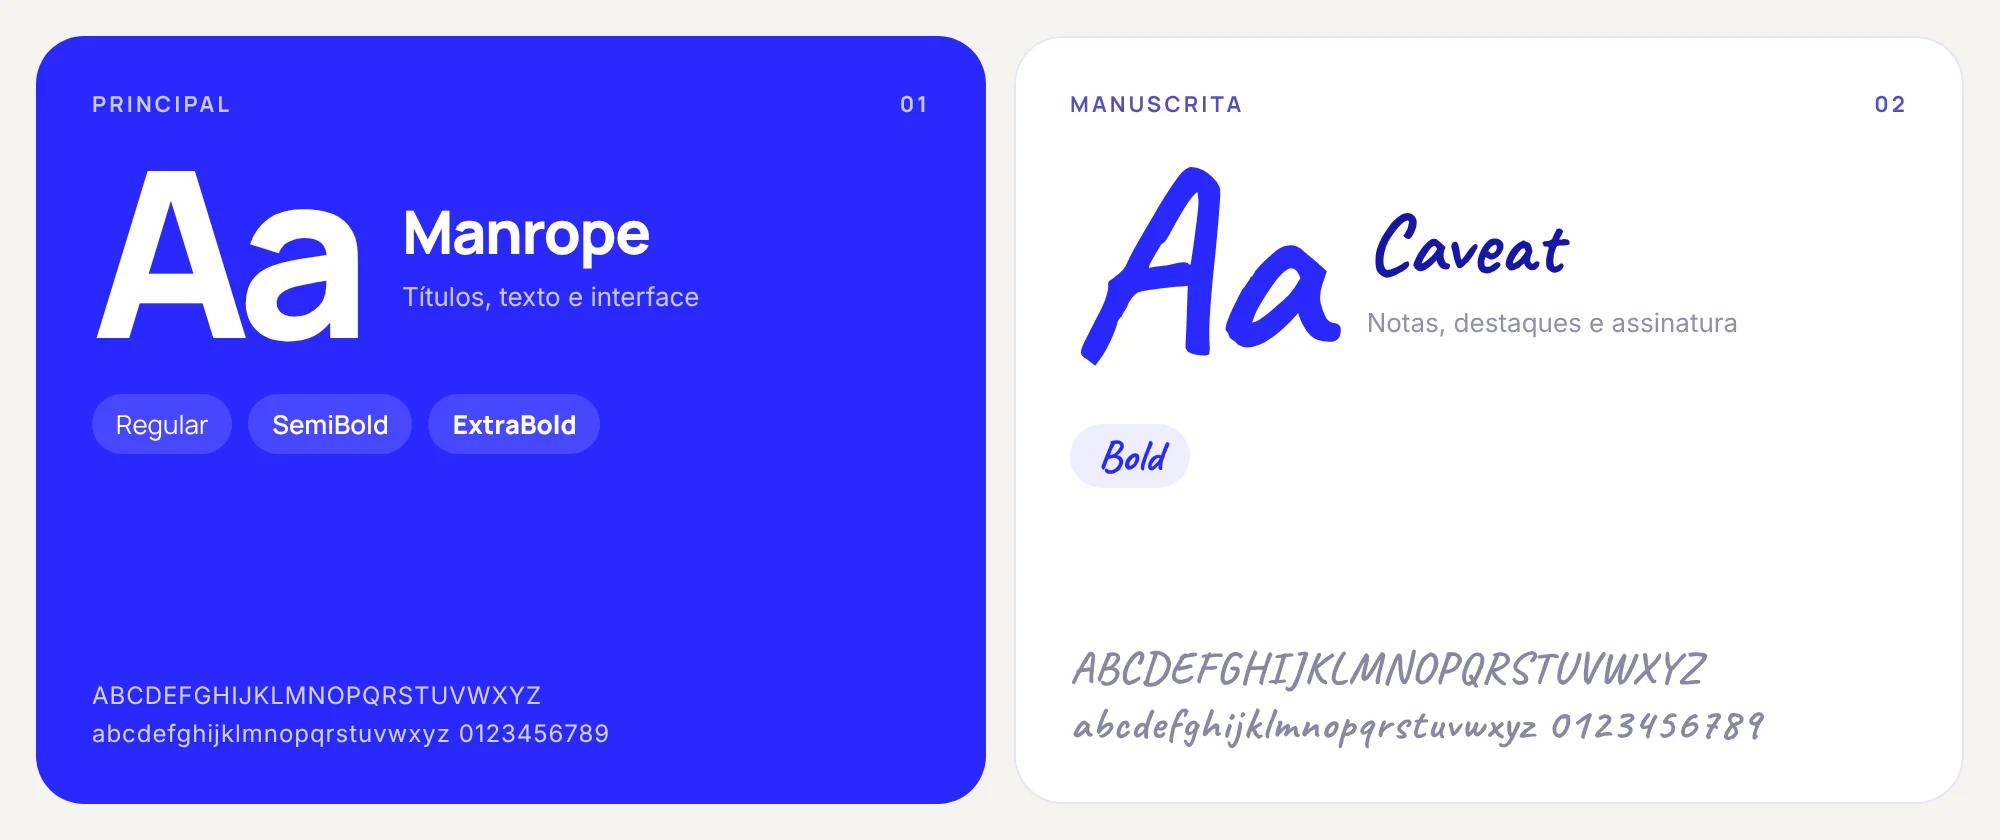 PRINCIPAL
01
Aa
Manrope
Títulos, texto e interface
Regular
SemiBold
ExtraBold
ABCDEFGHIJKLMNOPQRSTUVWXYZ
abcdefghijklmnopqrstuvwxyz 0123456789
MANUSCRITA
02
Aa
Caveat
Notas, destaques e assinatura
Bold
ABCDEFGHIJKLMNOPQRSTUVWXYZ
abcdefghijklmnopqrstuvwxyz 0123456789